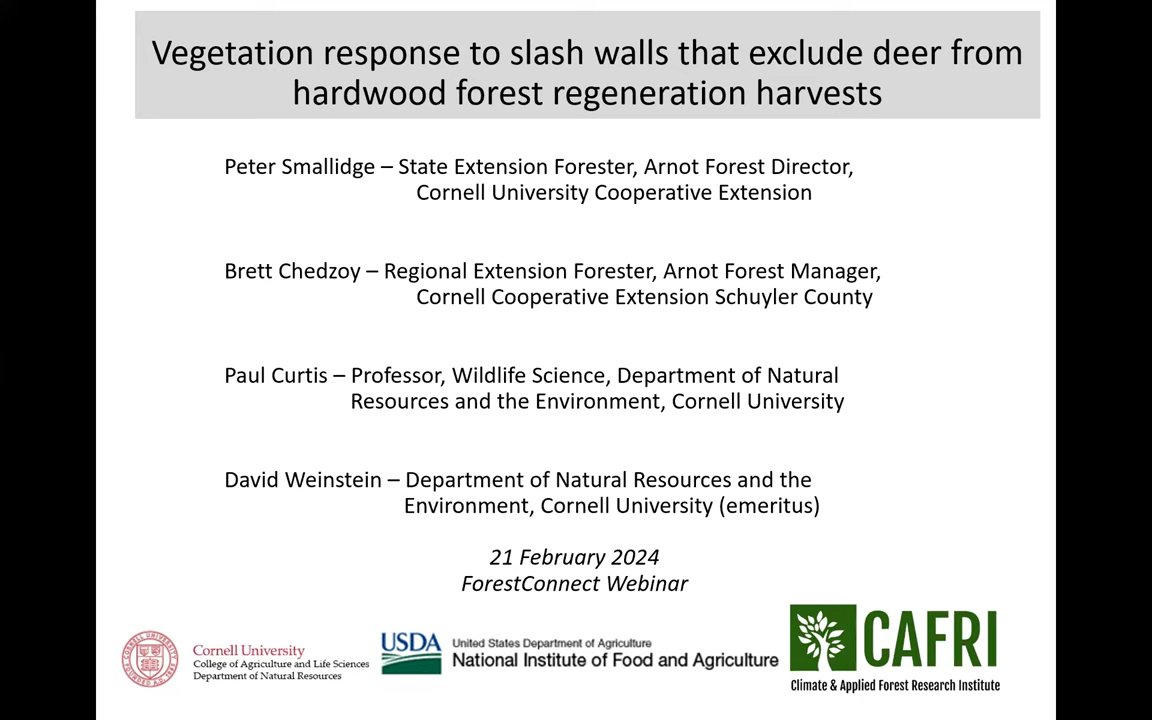 Vegetation response to slash walls that exclude deer from
hardwood forest regeneration harvests
Peter Smallidge – State Extension Forester, Arnot Forest Director,
Cornell University Cooperative Extension
Brett Chedzoy – Regional Extension Forester, Arnot Forest Manager,
Cornell Cooperative Extension Schuyler County
Paul Curtis – Professor, Wildlife Science, Department of Natural
Resources and the Environment, Cornell University
David Weinstein – Department of Natural Resources and the
Environment, Cornell University (emeritus)
21 February 2024
ForestConnect Webinar
Cornell University
College of Agriculture and Life Sciences
Department of Natural Resources
USDA
United States Department of Agriculture
National Institute of Food and Agriculture
CAFRI
Climate & Applied Forest Research Institute